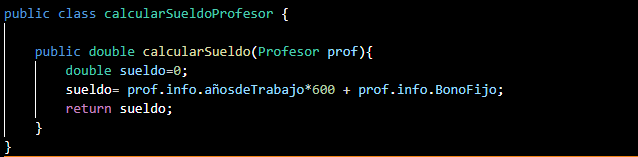 public class calcularSueldoProfesor {
public double calcularSueldo(Profesor prof){
double sueldo=0;
sueldo= prof.info.añosdeTrabajo*600 + prof.info.BonoFijo;
return sueldo;
}
}